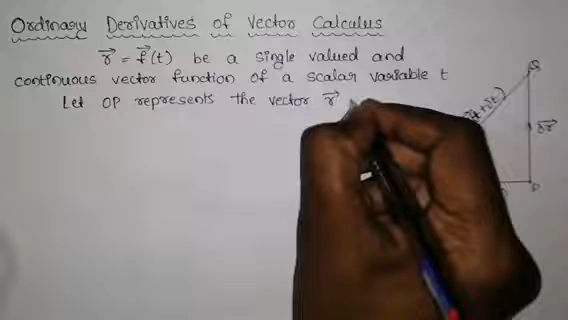 Ordinary Derivatives of Vector Calculus
r⃗ = f⃗(t) be a single valued and
continuous vector function of a scalar variable t
Let OP represents the vector r⃗
Q
(t+δt)
δr⃗
P